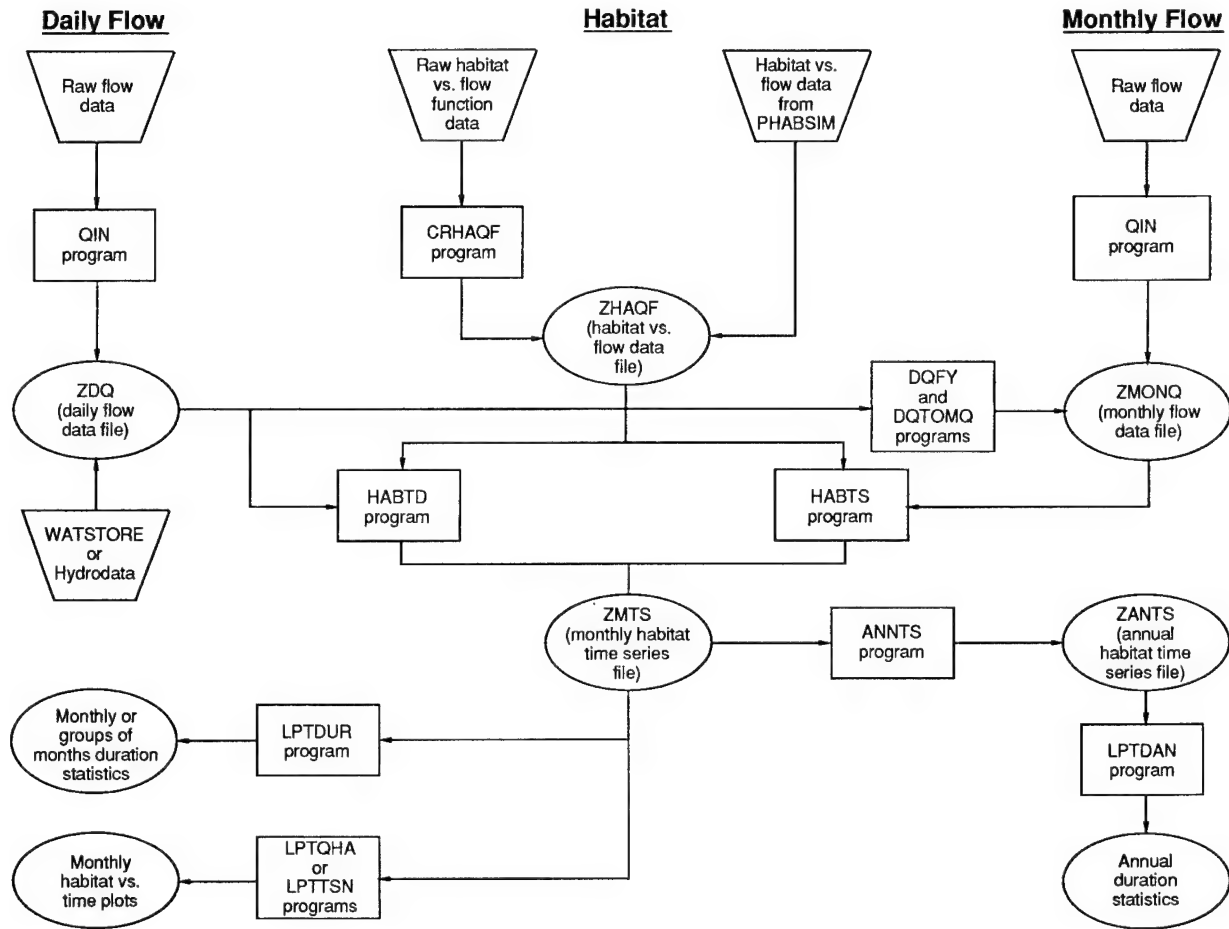 Daily Flow
Habitat
Monthly Flow
Raw flow
data
Raw habitat
vs. flow
function
data
Habitat vs.
flow data
from
PHABSIM
Raw flow
data
QIN
program
CRHAQF
program
QIN
program
ZHAQF
(habitat vs.
flow data
file)
ZDQ
(daily flow
data file)
DQFY
and
DQTOMQ
programs
ZMONQ
(monthly flow
data file)
HABTD
program
HABTS
program
WATSTORE
or
Hydrodata
ZMTS
(monthly habitat
time series
file)
ANNTS
program
ZANTS
(annual
habitat time
series file)
Monthly or
groups of
months duration
statistics
LPTDUR
program
LPTDAN
program
Monthly
habitat vs.
time plots
LPTQHA
or
LPTTSN
programs
Annual
duration
statistics